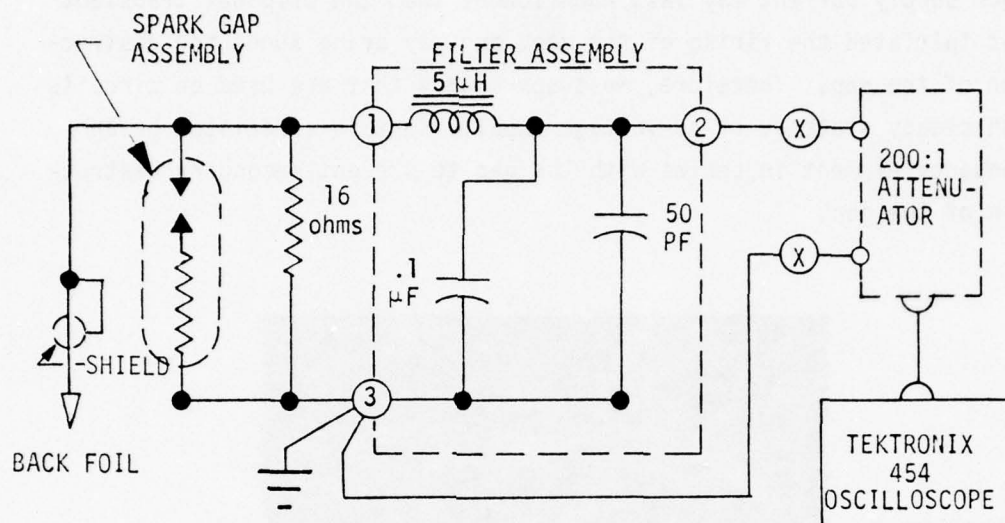 SPARK GAP
ASSEMBLY
FILTER ASSEMBLY
5 µH
1
2
X
200:1
ATTENU-
ATOR
16
ohms
50
PF
.1
µF
X
SHIELD
3
BACK FOIL
TEKTRONIX
454
OSCILLOSCOPE